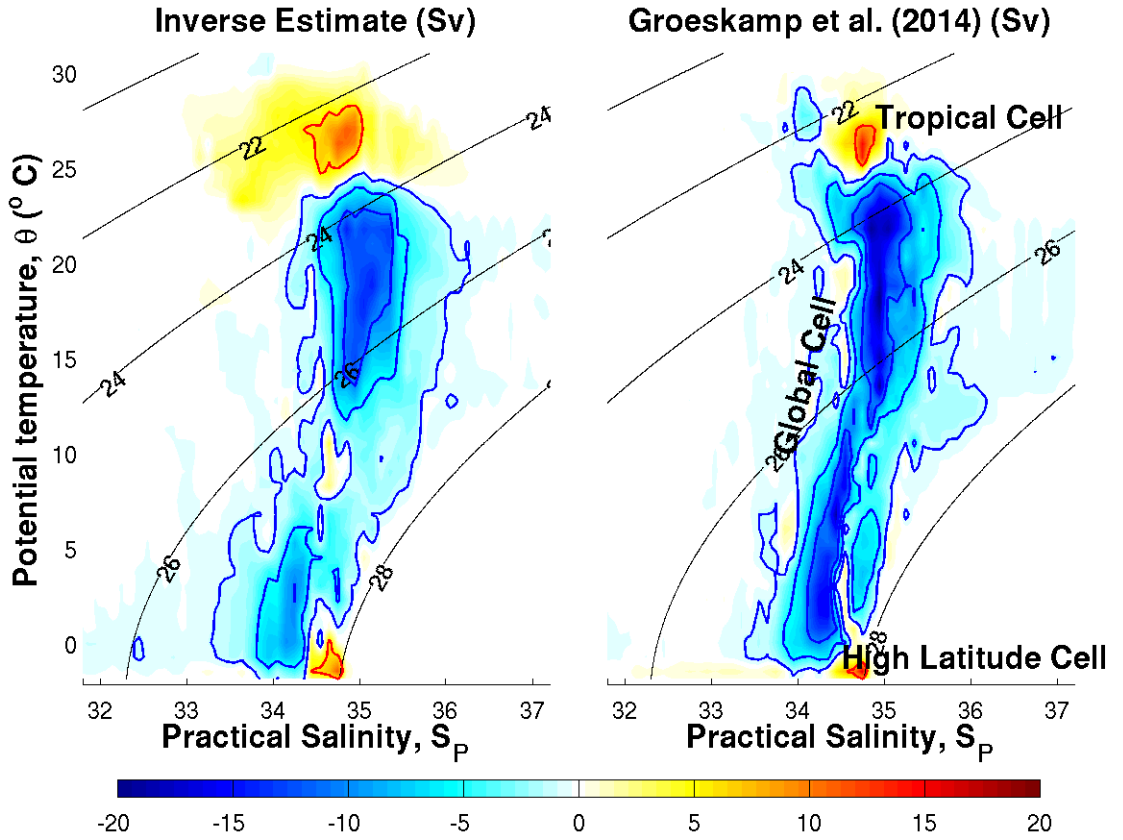 Inverse Estimate (Sv)
Groeskamp et al. (2014) (Sv)
Potential temperature, θ (° C)
30
25
20
15
10
5
0
22
24
24
24
26
26
28
22
24
26
26
28
Tropical Cell
Global Cell
High Latitude Cell
32 33 34 35 36 37
32 33 34 35 36 37
Practical Salinity, S_P
Practical Salinity, S_P
-20 -15 -10 -5 0 5 10 15 20